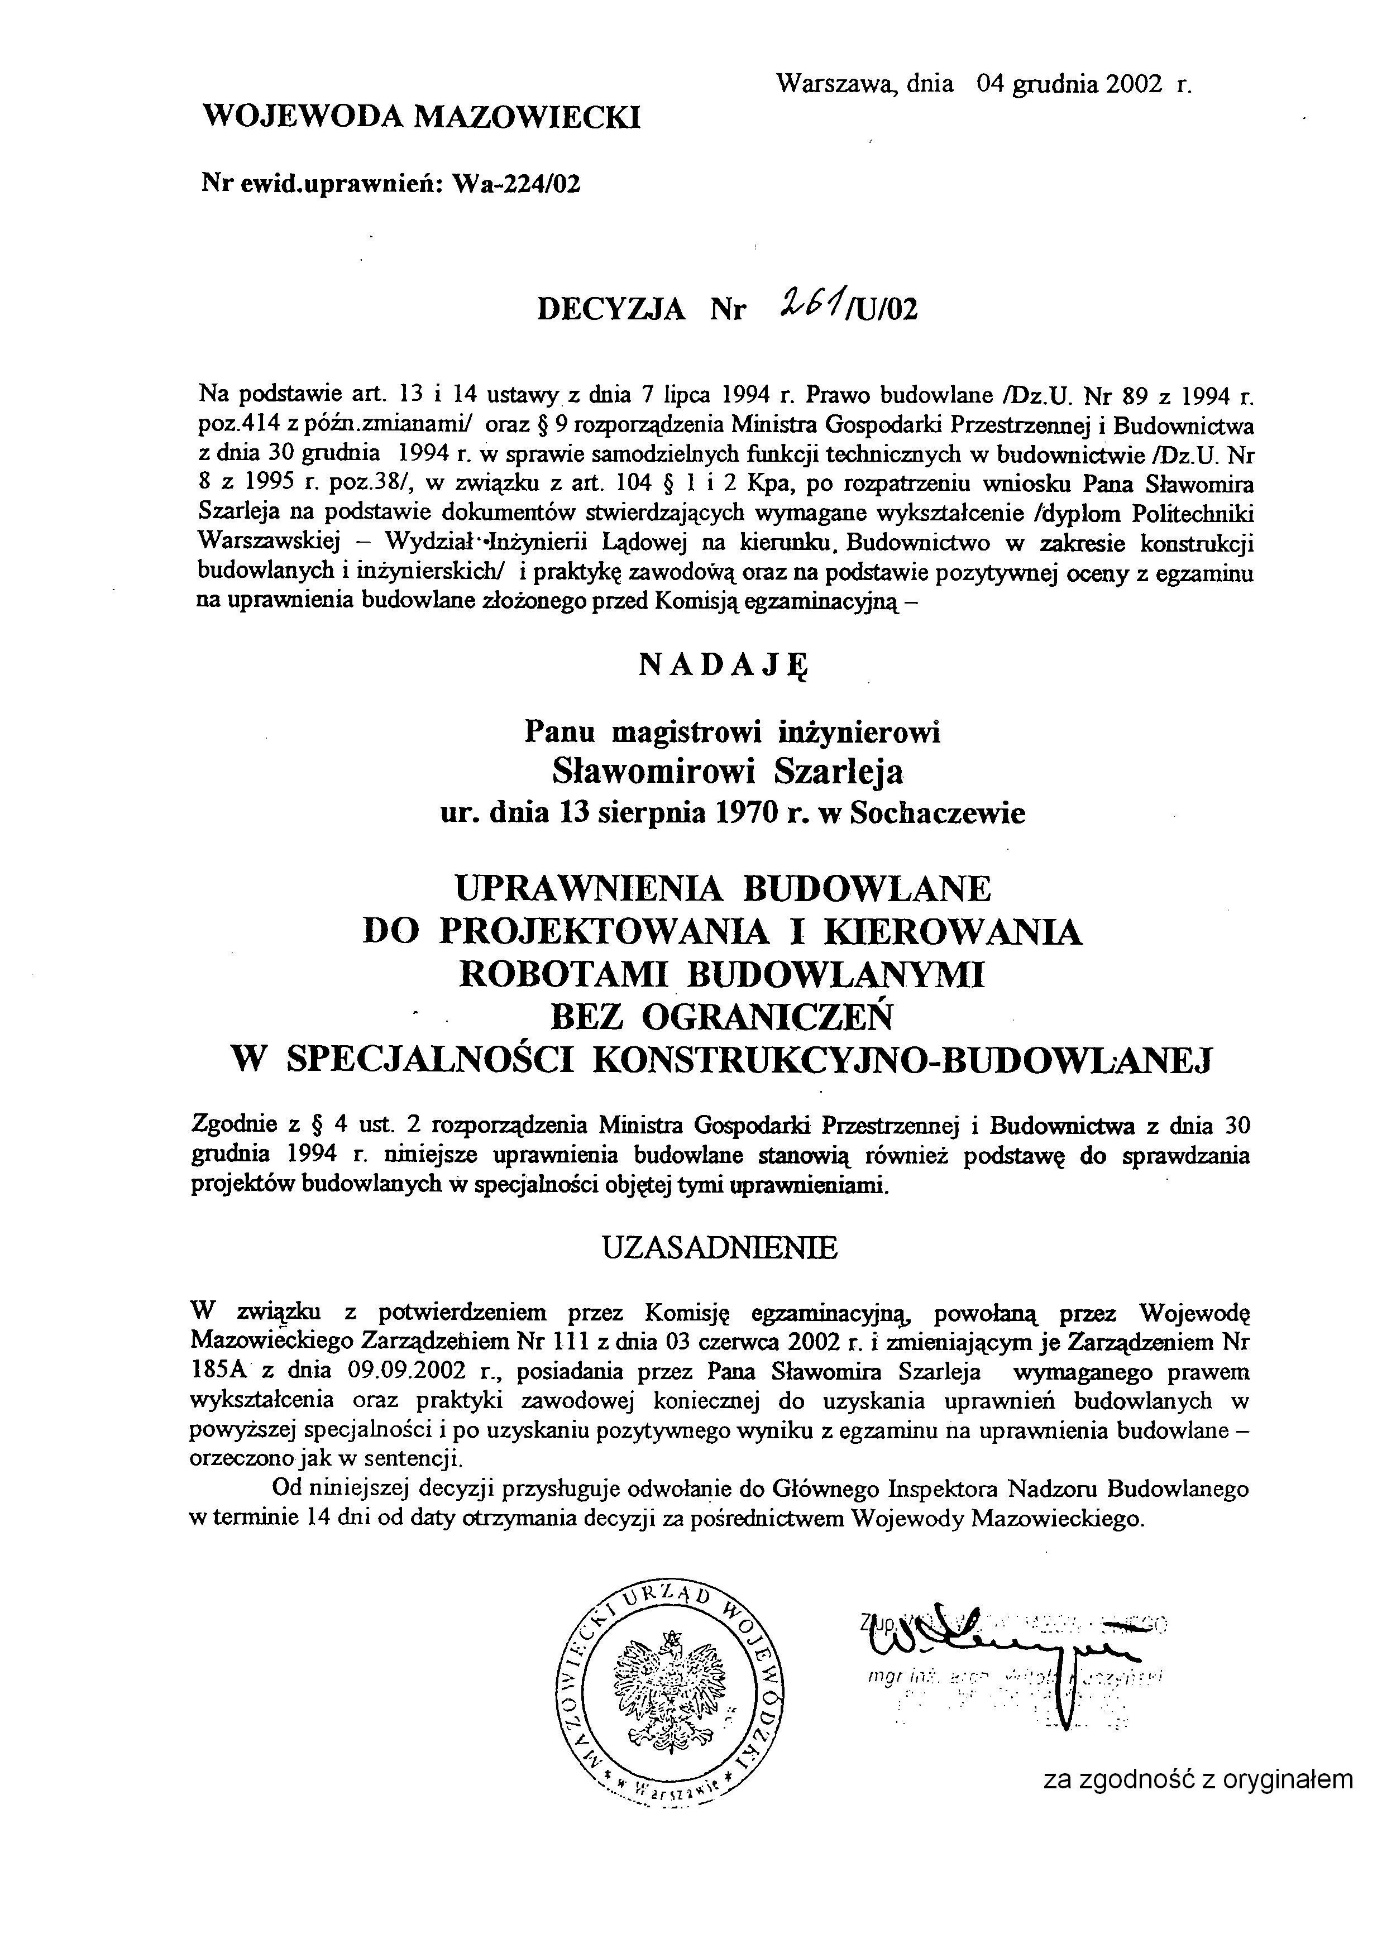 Warszawa, dnia 04 grudnia 2002 r.
WOJEWODA MAZOWIECKI
Nr ewid.uprawnień: Wa-224/02
DECYZJA Nr 261/U/02
Na podstawie art. 13 i 14 ustawy z dnia 7 lipca 1994 r. Prawo budowlane /Dz.U. Nr 89 z 1994 r.
poz.414 z późn.zmianami/ oraz § 9 rozporządzenia Ministra Gospodarki Przestrzennej i Budownictwa
z dnia 30 grudnia 1994 r. w sprawie samodzielnych funkcji technicznych w budownictwie /Dz.U. Nr
8 z 1995 r. poz.38/, w związku z art. 104 § 1 i 2 Kpa, po rozpatrzeniu wniosku Pana Sławomira
Szarleja na podstawie dokumentów stwierdzających wymagane wykształcenie /dyplom Politechniki
Warszawskiej – Wydział Inżynierii Lądowej na kierunku Budownictwo w zakresie konstrukcji
budowlanych i inżynierskich/ i praktykę zawodową oraz na podstawie pozytywnej oceny z egzaminu
na uprawnienia budowlane złożonego przed Komisją egzaminacyjną –
N A D A J Ę
Panu magistrowi inżynierowi
Sławomirowi Szarleja
ur. dnia 13 sierpnia 1970 r. w Sochaczewie
UPRAWNIENIA BUDOWLANE
DO PROJEKTOWANIA I KIEROWANIA
ROBOTAMI BUDOWLANYMI
BEZ OGRANICZEŃ
W SPECJALNOŚCI KONSTRUKCYJNO-BUDOWLANEJ
Zgodnie z § 4 ust. 2 rozporządzenia Ministra Gospodarki Przestrzennej i Budownictwa z dnia 30
grudnia 1994 r. niniejsze uprawnienia budowlane stanowią również podstawę do sprawdzania
projektów budowlanych w specjalności objętej tymi uprawnieniami.
UZASADNIENIE
W związku z potwierdzeniem przez Komisję egzaminacyjną, powołaną przez Wojewodę
Mazowieckiego Zarządzeniem Nr 111 z dnia 03 czerwca 2002 r. i zmieniającym je Zarządzeniem Nr
185A z dnia 09.09.2002 r., posiadania przez Pana Sławomira Szarleja wymaganego prawem
wykształcenia oraz praktyki zawodowej koniecznej do uzyskania uprawnień budowlanych w
powyższej specjalności i po uzyskaniu pozytywnego wyniku z egzaminu na uprawnienia budowlane –
orzeczono jak w sentencji.
Od niniejszej decyzji przysługuje odwołanie do Głównego Inspektora Nadzoru Budowlanego
w terminie 14 dni od daty otrzymania decyzji za pośrednictwem Wojewody Mazowieckiego.
MAZOWIECKI URZĄD WOJEWÓDZKI
* w Warszawie *
Z up.
mgr inż. arch.
za zgodność z oryginałem